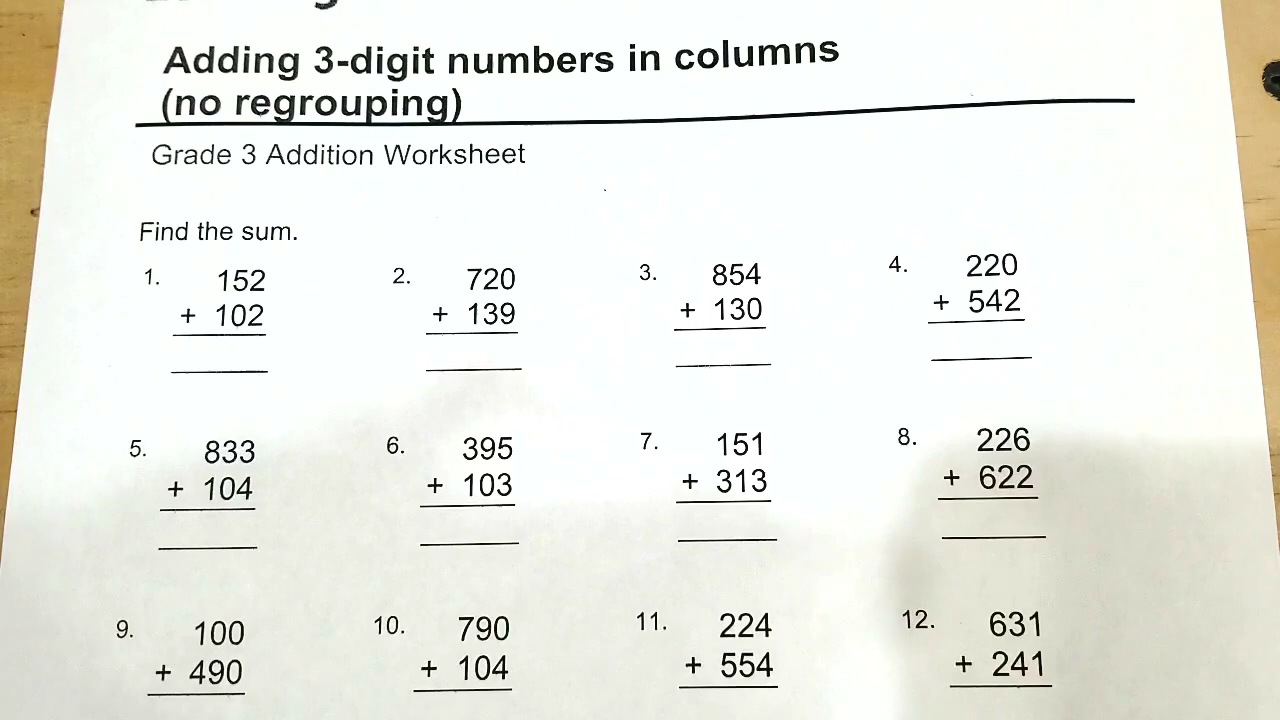 Adding 3-digit numbers in columns
(no regrouping)
Grade 3 Addition Worksheet
Find the sum.
1. 152 2. 720 3. 854 4. 220
+ 102 + 139 + 130 + 542
5. 833 6. 395 7. 151 8. 226
+ 104 + 103 + 313 + 622
9. 100 10. 790 11. 224 12. 631
+ 490 + 104 + 554 + 241